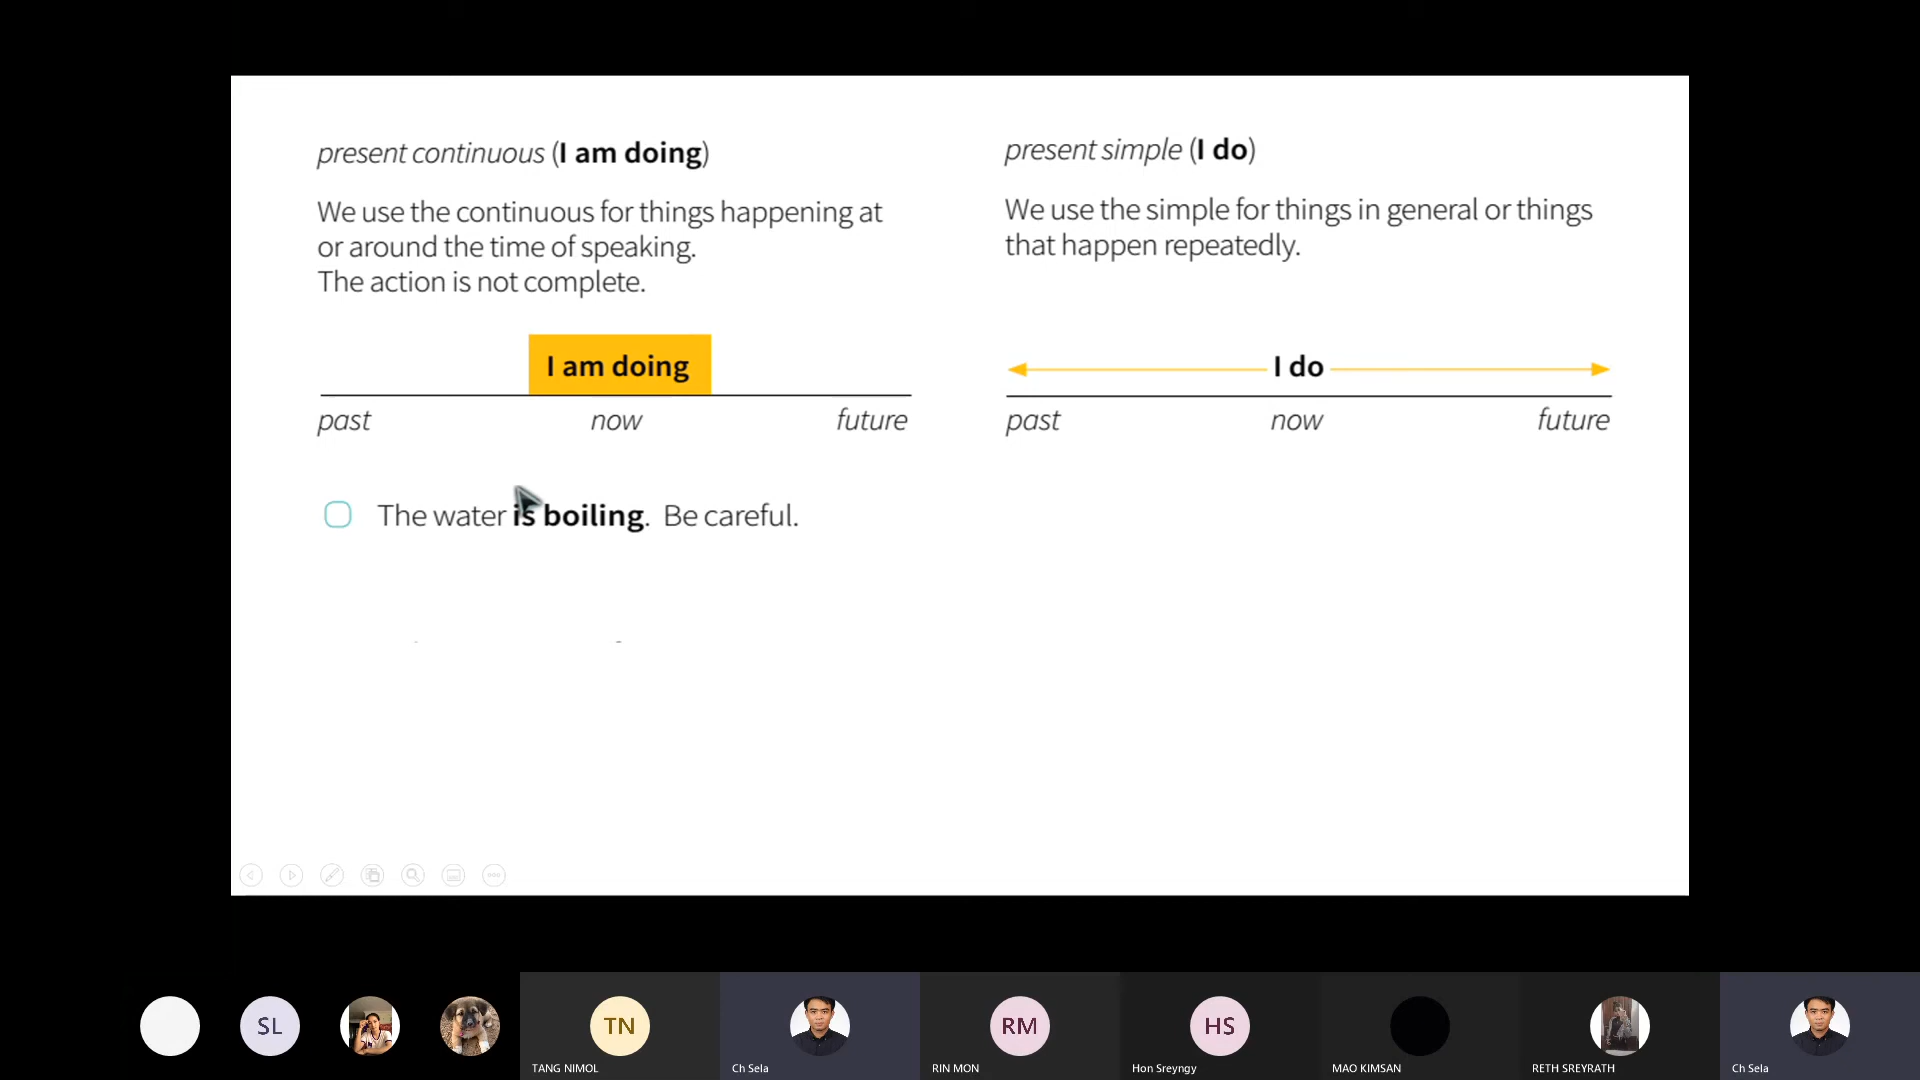 present continuous (I am doing)
We use the continuous for things happening at
or around the time of speaking.
The action is not complete.
I am doing
past now future
The water is boiling. Be careful.
present simple (I do)
We use the simple for things in general or things
that happen repeatedly.
I do
past now future
SL
TN
RM
HS
TANG NIMOL
Ch Sela
RIN MON
Hon Sreyngy
MAO KIMSAN
RETH SREYRATH
Ch Sela